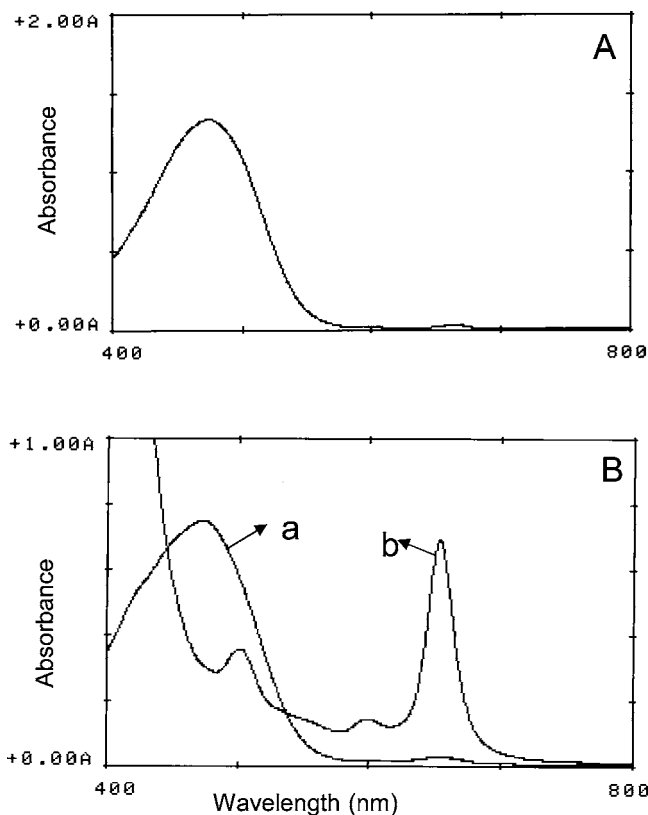 +2.00A
A
Absorbance
+0.00A
400
800
+1.00A
B
a
b
Absorbance
+0.00A
400
800
Wavelength (nm)